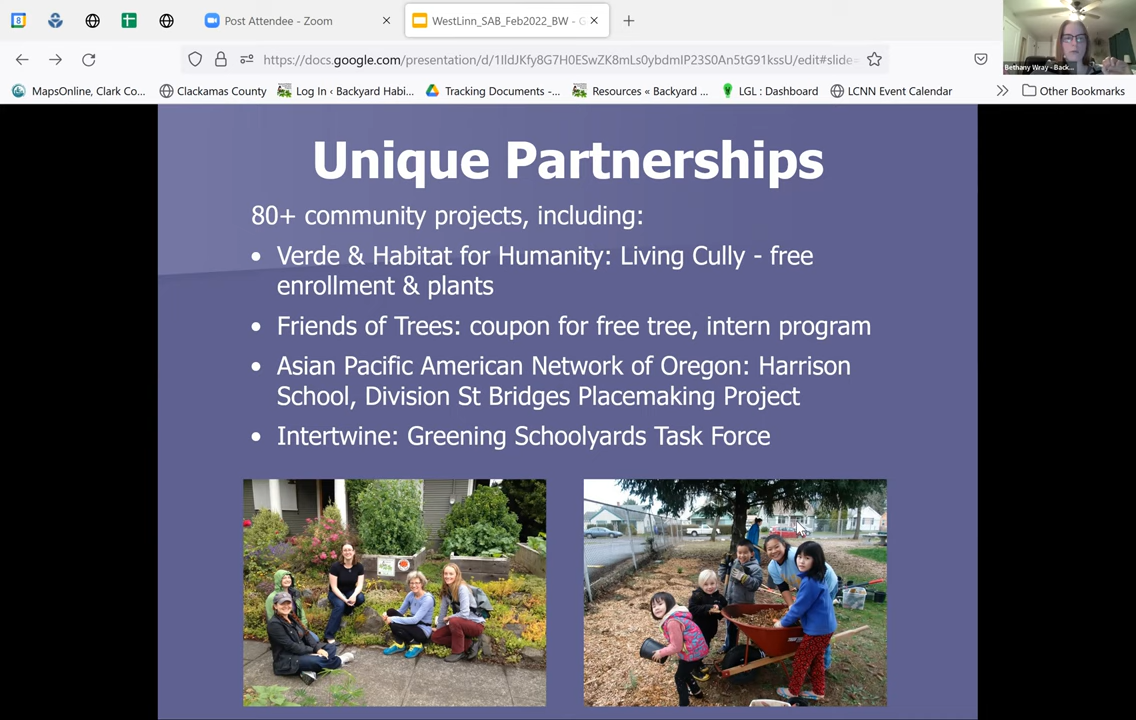 8
Post Attendee - Zoom
WestLinn_SAB_Feb2022_BW - G
https://docs.google.com/presentation/d/1IldJKfy8G7H0ESwZK8mLs0ybdmIP23S0An5tG91kssU/edit#slide=
MapsOnline, Clark Co...
Clackamas County
Log In ‹ Backyard Habi...
Tracking Documents -...
Resources « Backyard ...
LGL : Dashboard
LCNN Event Calendar
Other Bookmarks
Bethany Wray - Back...
Unique Partnerships
80+ community projects, including:
• Verde & Habitat for Humanity: Living Cully - free
enrollment & plants
• Friends of Trees: coupon for free tree, intern program
• Asian Pacific American Network of Oregon: Harrison
School, Division St Bridges Placemaking Project
• Intertwine: Greening Schoolyards Task Force